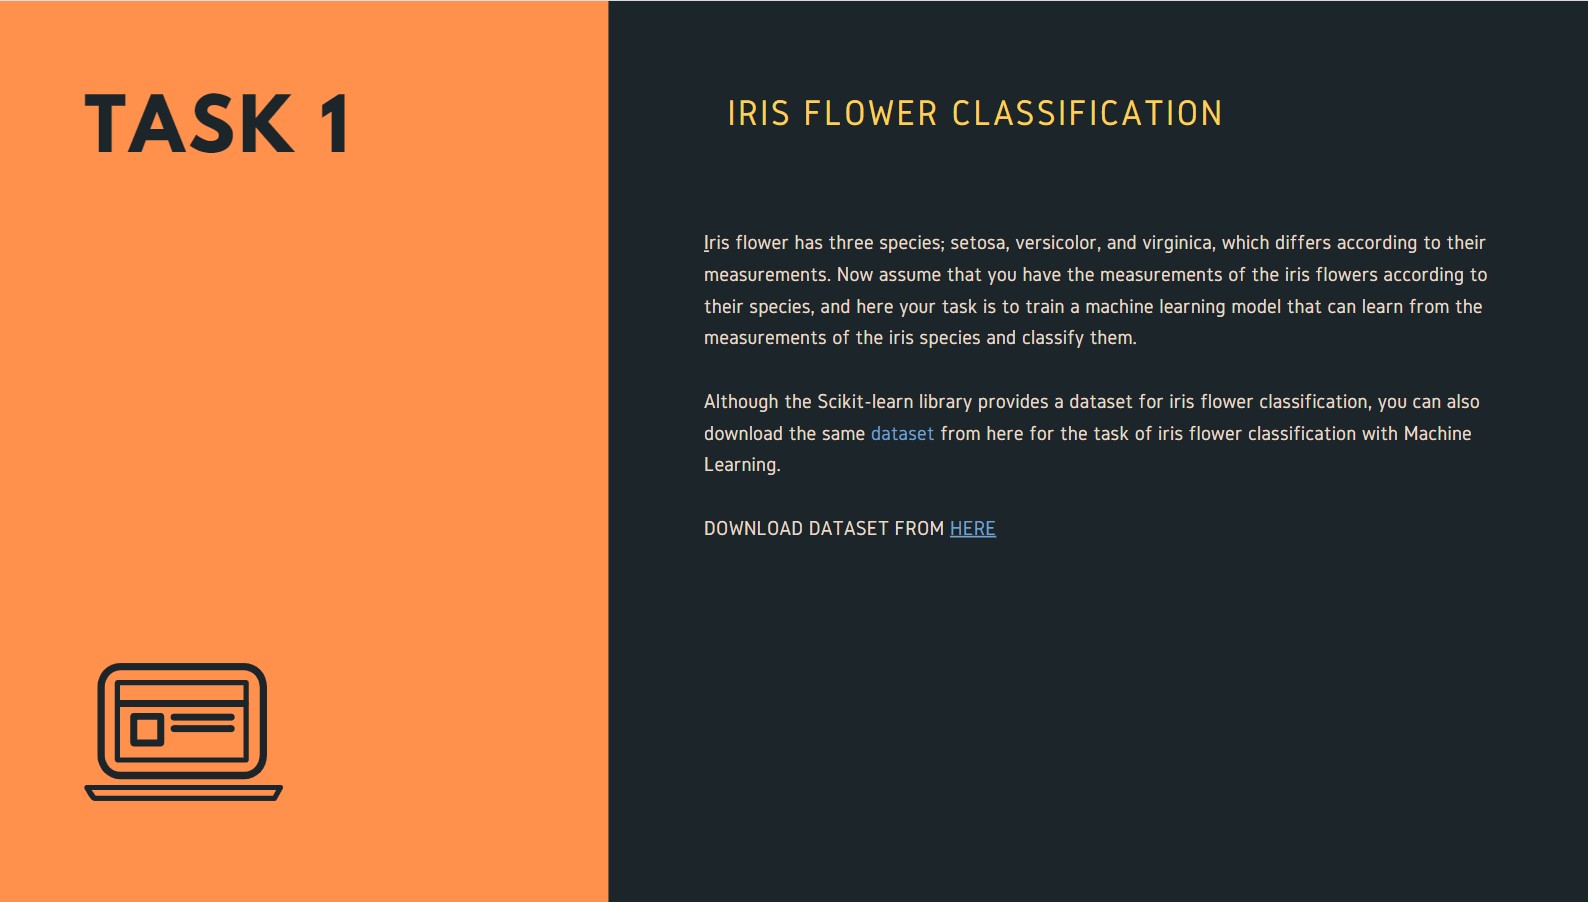 TASK 1
IRIS FLOWER CLASSIFICATION
Iris flower has three species; setosa, versicolor, and virginica, which differs according to their
measurements. Now assume that you have the measurements of the iris flowers according to
their species, and here your task is to train a machine learning model that can learn from the
measurements of the iris species and classify them.
Although the Scikit-learn library provides a dataset for iris flower classification, you can also
download the same dataset from here for the task of iris flower classification with Machine
Learning.
DOWNLOAD DATASET FROM HERE